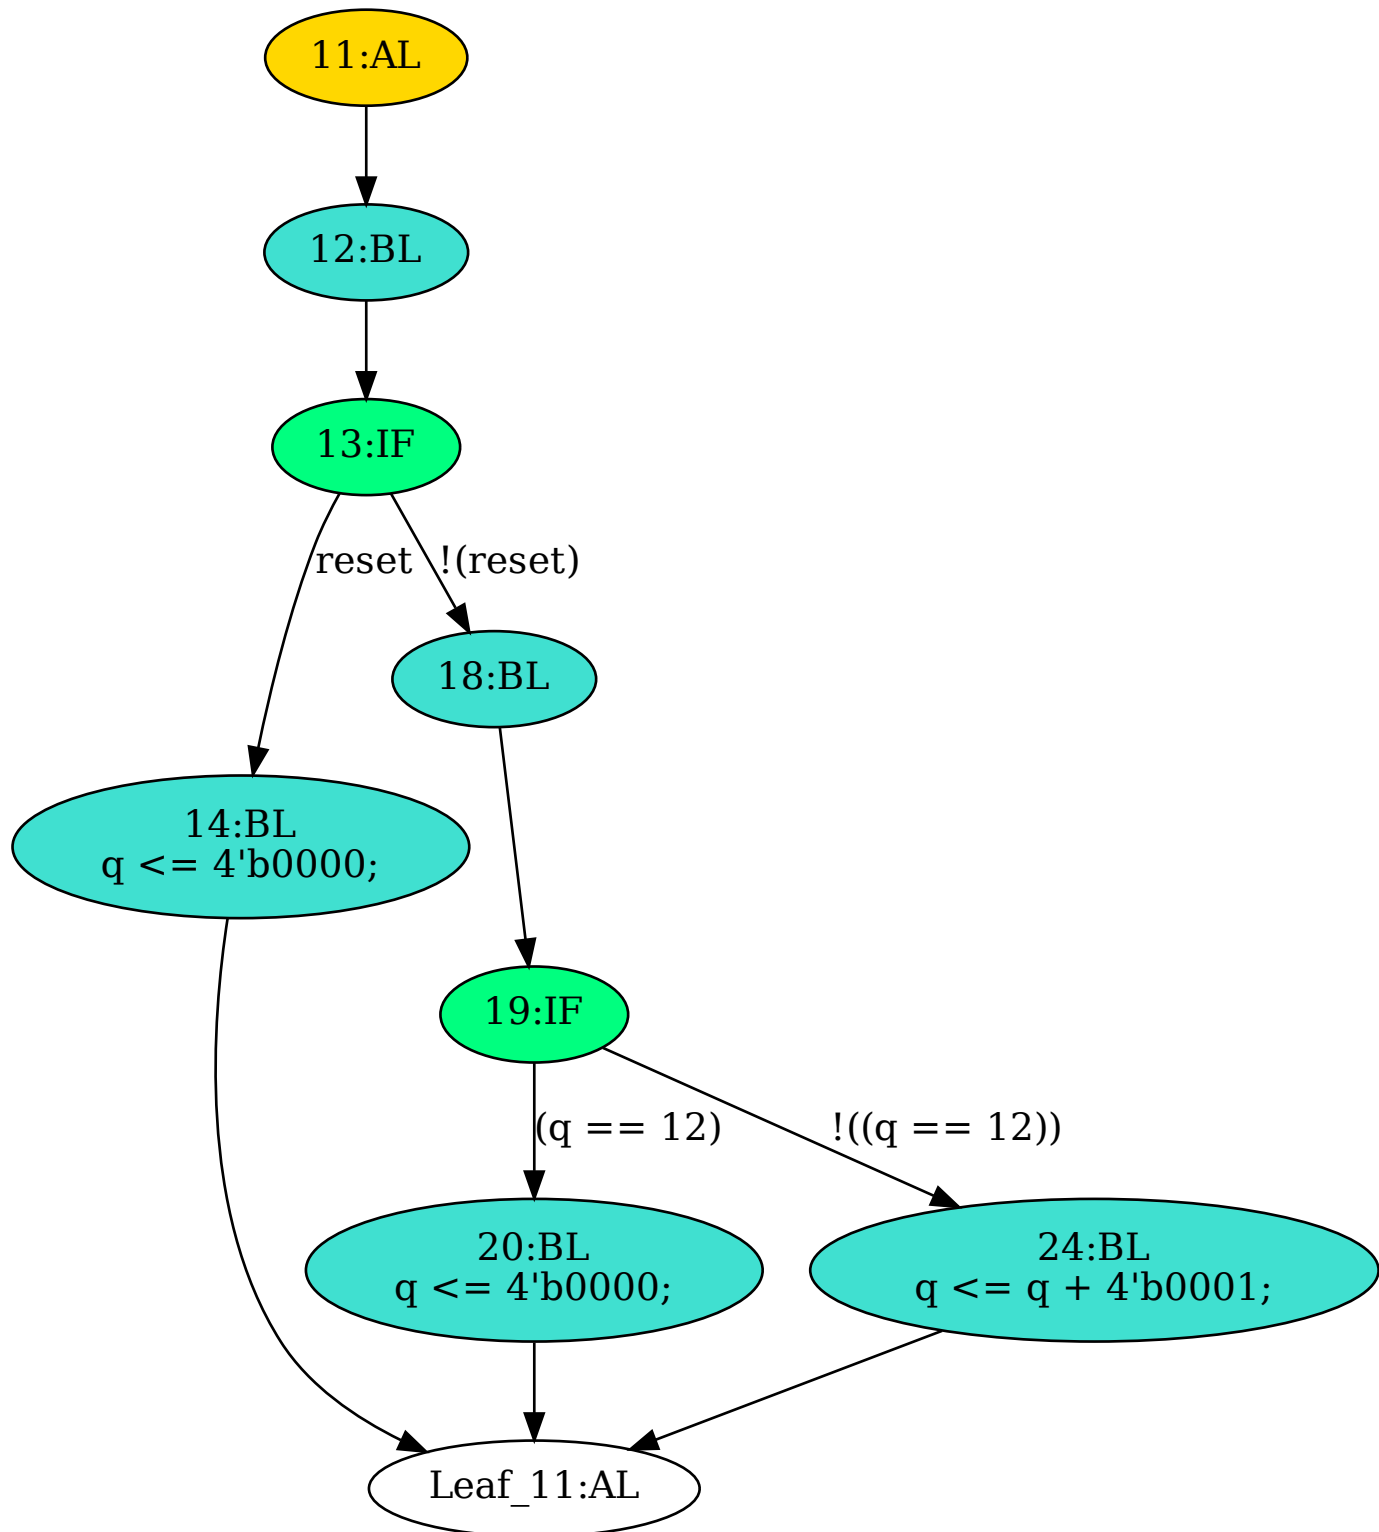 11:AL
12:BL
13:IF
reset
!(reset)
18:BL
14:BL
q <= 4'b0000;
19:IF
(q == 12)
!((q == 12))
20:BL
q <= 4'b0000;
24:BL
q <= q + 4'b0001;
Leaf_11:AL